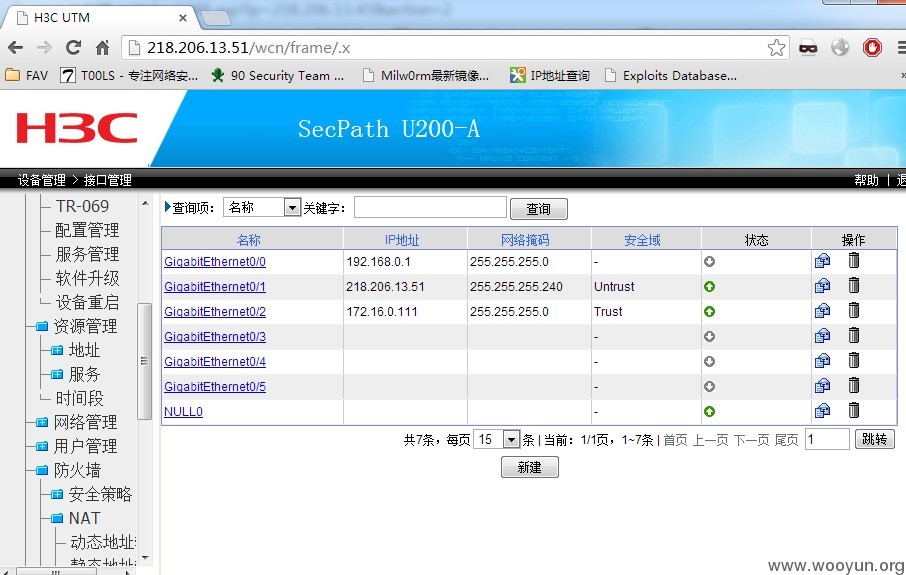 H3C UTM
218.206.13.51/wcn/frame/.x
FAV T00LS - 专注网络安... 90 Security Team ... Milw0rm最新镜像... IP地址查询 Exploits Database...
H3C SecPath U200-A
设备管理 > 接口管理 帮助 |
TR-069
配置管理
服务管理
软件升级
设备重启
资源管理
地址
服务
时间段
网络管理
用户管理
防火墙
安全策略
NAT
动态地址
静态地址
查询项: 名称 关键字: 查询
名称 IP地址 网络掩码 安全域 状态 操作
GigabitEthernet0/0 192.168.0.1 255.255.255.0 -
GigabitEthernet0/1 218.206.13.51 255.255.255.240 Untrust
GigabitEthernet0/2 172.16.0.111 255.255.255.0 Trust
GigabitEthernet0/3 -
GigabitEthernet0/4 -
GigabitEthernet0/5 -
NULL0 -
共7条，每页 15 条 | 当前：1/1页，1~7条 | 首页 上一页 下一页 尾页 1 跳转
新建
www.wooyun.org